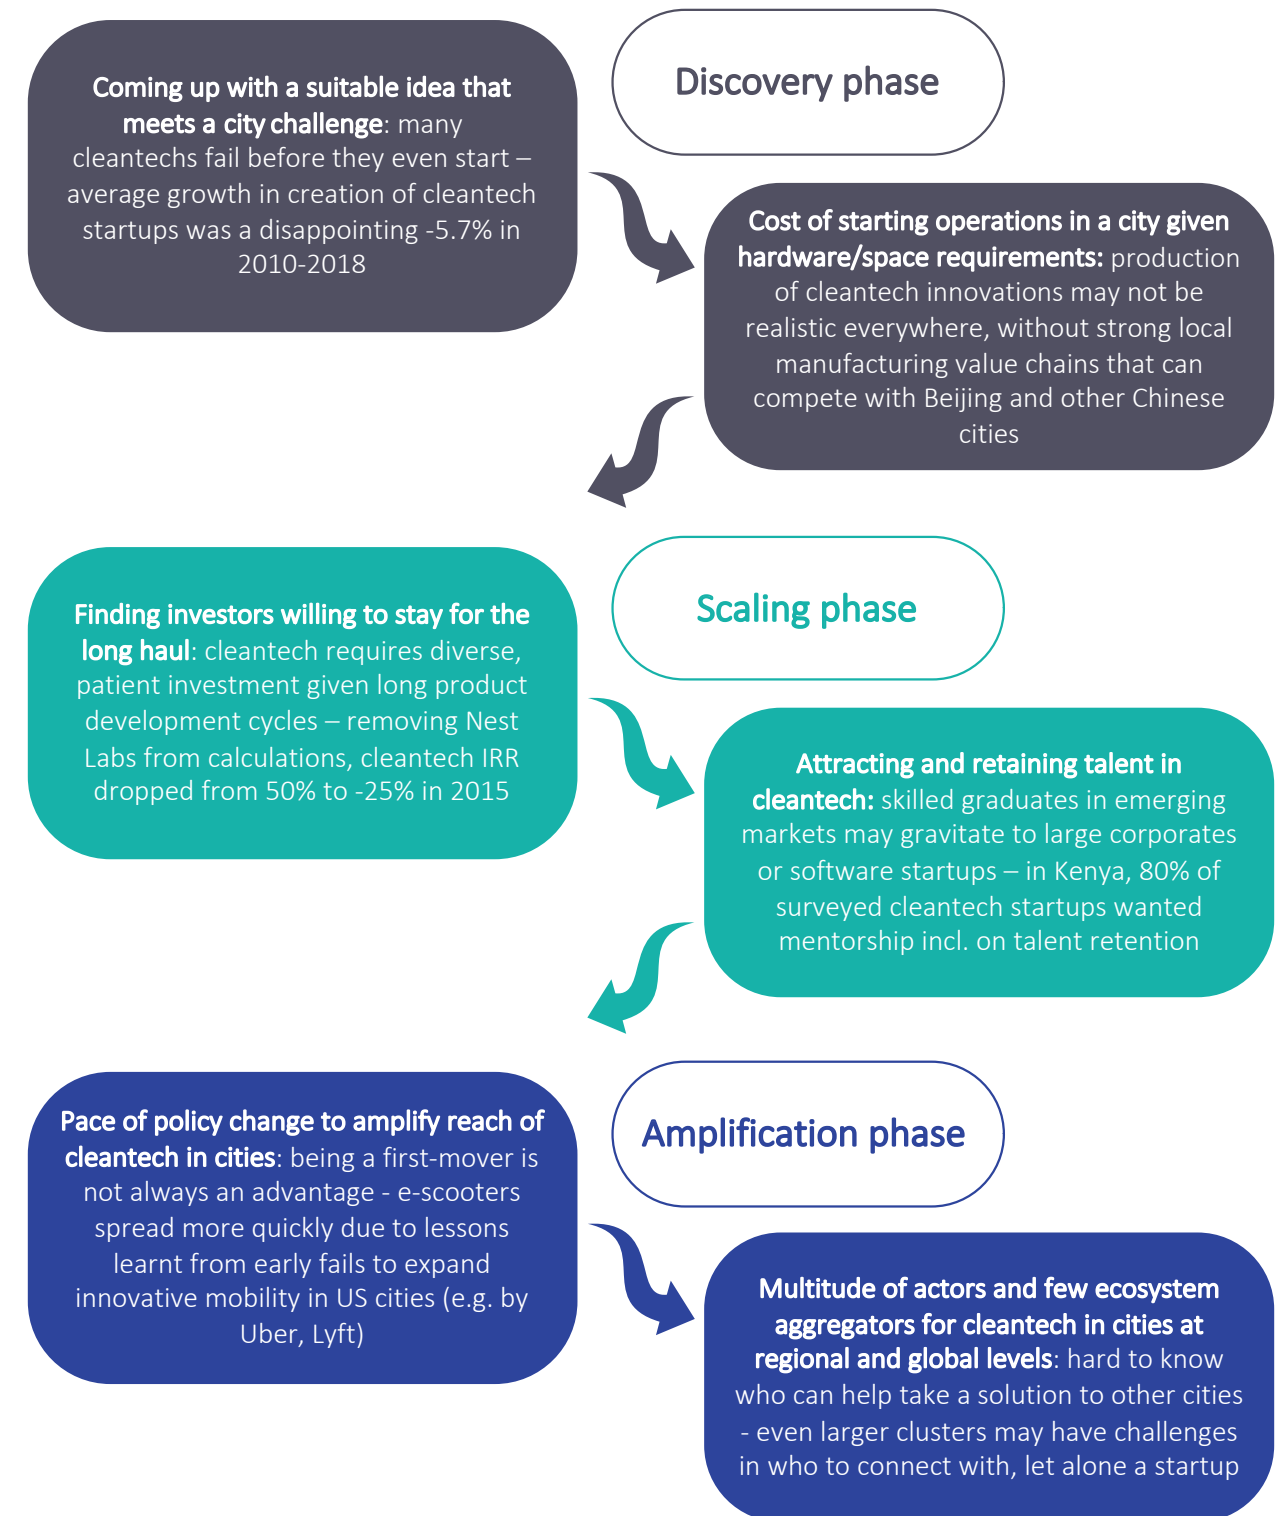 Discovery phase
Coming up with a suitable idea that
meets a city challenge: many
cleantechs fail before they even start –
average growth in creation of cleantech
startups was a disappointing -5.7% in
2010-2018
Cost of starting operations in a city given
hardware/space requirements: production
of cleantech innovations may not be
realistic everywhere, without strong local
manufacturing value chains that can
compete with Beijing and other Chinese
cities
Scaling phase
Finding investors willing to stay for the
long haul: cleantech requires diverse,
patient investment given long product
development cycles – removing Nest
Labs from calculations, cleantech IRR
dropped from 50% to -25% in 2015
Attracting and retaining talent in
cleantech: skilled graduates in emerging
markets may gravitate to large corporates
or software startups – in Kenya, 80% of
surveyed cleantech startups wanted
mentorship incl. on talent retention
Amplification phase
Pace of policy change to amplify reach of
cleantech in cities: being a first-mover is
not always an advantage - e-scooters
spread more quickly due to lessons
learnt from early fails to expand
innovative mobility in US cities (e.g. by
Uber, Lyft)
Multitude of actors and few ecosystem
aggregators for cleantech in cities at
regional and global levels: hard to know
who can help take a solution to other cities
- even larger clusters may have challenges
in who to connect with, let alone a startup